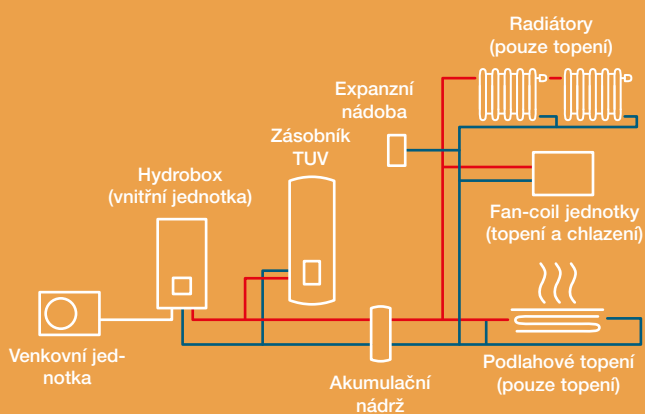 Radiátory
(pouze topení)
Expanzní
nádoba
Zásobník
TUV
Hydrobox
(vnitřní jednotka)
Fan-coil jednotky
(topení a chlazení)
Venkovní jed-
notka
Akumulační
nádrž
Podlahové topení
(pouze topení)